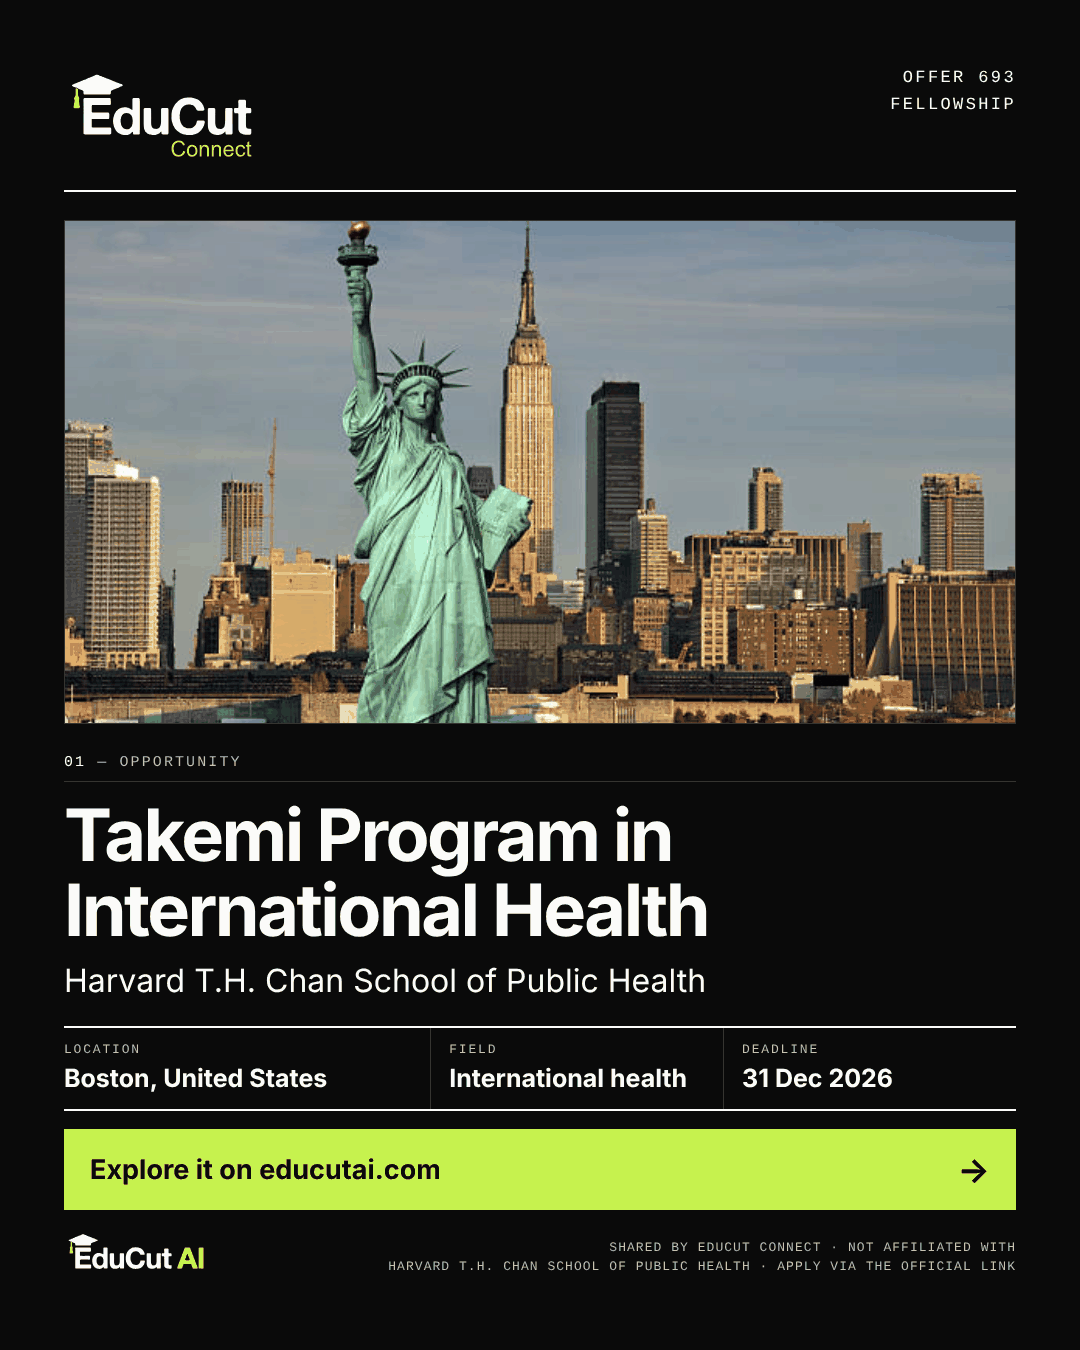 EduCut
Connect
OFFER 693
FELLOWSHIP
01 — OPPORTUNITY
Takemi Program in
International Health
Harvard T.H. Chan School of Public Health
LOCATION
Boston, United States
FIELD
International health
DEADLINE
31 Dec 2026
Explore it on educutai.com →
EduCut AI
SHARED BY EDUCUT CONNECT · NOT AFFILIATED WITH
HARVARD T.H. CHAN SCHOOL OF PUBLIC HEALTH · APPLY VIA THE OFFICIAL LINK